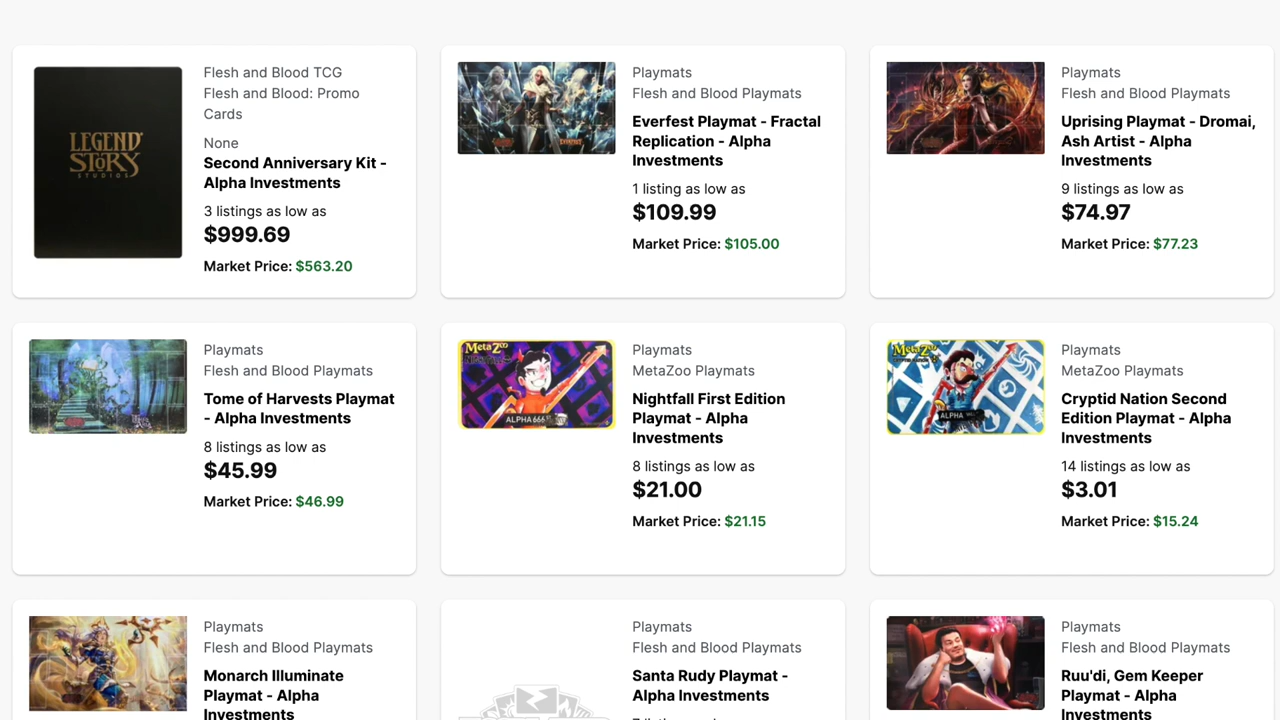 LEGEND
STORY
STUDIOS
Flesh and Blood TCG
Flesh and Blood: Promo
Cards
None
Second Anniversary Kit -
Alpha Investments
3 listings as low as
$999.69
Market Price: $563.20
Playmats
Flesh and Blood Playmats
Everfest Playmat - Fractal
Replication - Alpha
Investments
1 listing as low as
$109.99
Market Price: $105.00
Playmats
Flesh and Blood Playmats
Uprising Playmat - Dromai,
Ash Artist - Alpha
Investments
9 listings as low as
$74.97
Market Price: $77.23
Playmats
Flesh and Blood Playmats
Tome of Harvests Playmat
- Alpha Investments
8 listings as low as
$45.99
Market Price: $46.99
MetaZoo
NIGHTFALL
ALPHA 666
Playmats
MetaZoo Playmats
Nightfall First Edition
Playmat - Alpha
Investments
8 listings as low as
$21.00
Market Price: $21.15
MetaZoo
ALPHA
Playmats
MetaZoo Playmats
Cryptid Nation Second
Edition Playmat - Alpha
Investments
14 listings as low as
$3.01
Market Price: $15.24
Playmats
Flesh and Blood Playmats
Monarch Illuminate
Playmat - Alpha
Investments
Playmats
Flesh and Blood Playmats
Santa Rudy Playmat -
Alpha Investments
Playmats
Flesh and Blood Playmats
Ruu'di, Gem Keeper
Playmat - Alpha
Investments